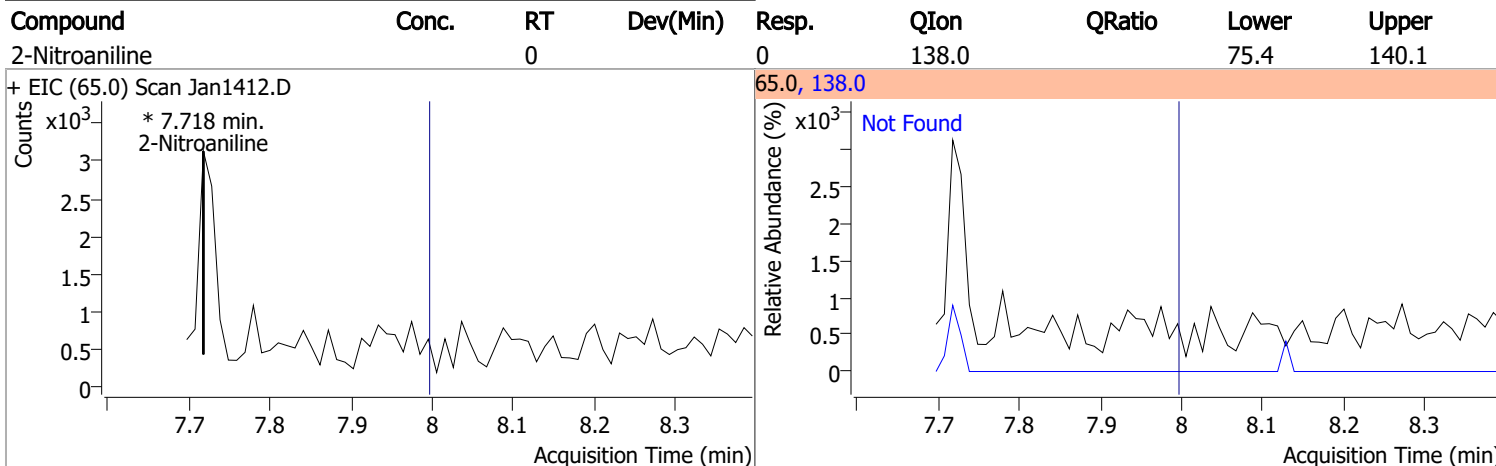 Compound Conc. RT Dev(Min) Resp. QIon QRatio Lower Upper
2-Nitroaniline 0 0 138.0 75.4 140.1
+ EIC (65.0) Scan Jan1412.D
Counts
x10³
* 7.718 min.
2-Nitroaniline
3
2.5
2
1.5
1
0.5
0
7.7 7.8 7.9 8 8.1 8.2 8.3
Acquisition Time (min)
65.0, 138.0
Relative Abundance (%)
x10³
Not Found
2.5
2
1.5
1
0.5
0
7.7 7.8 7.9 8 8.1 8.2 8.3
Acquisition Time (min)